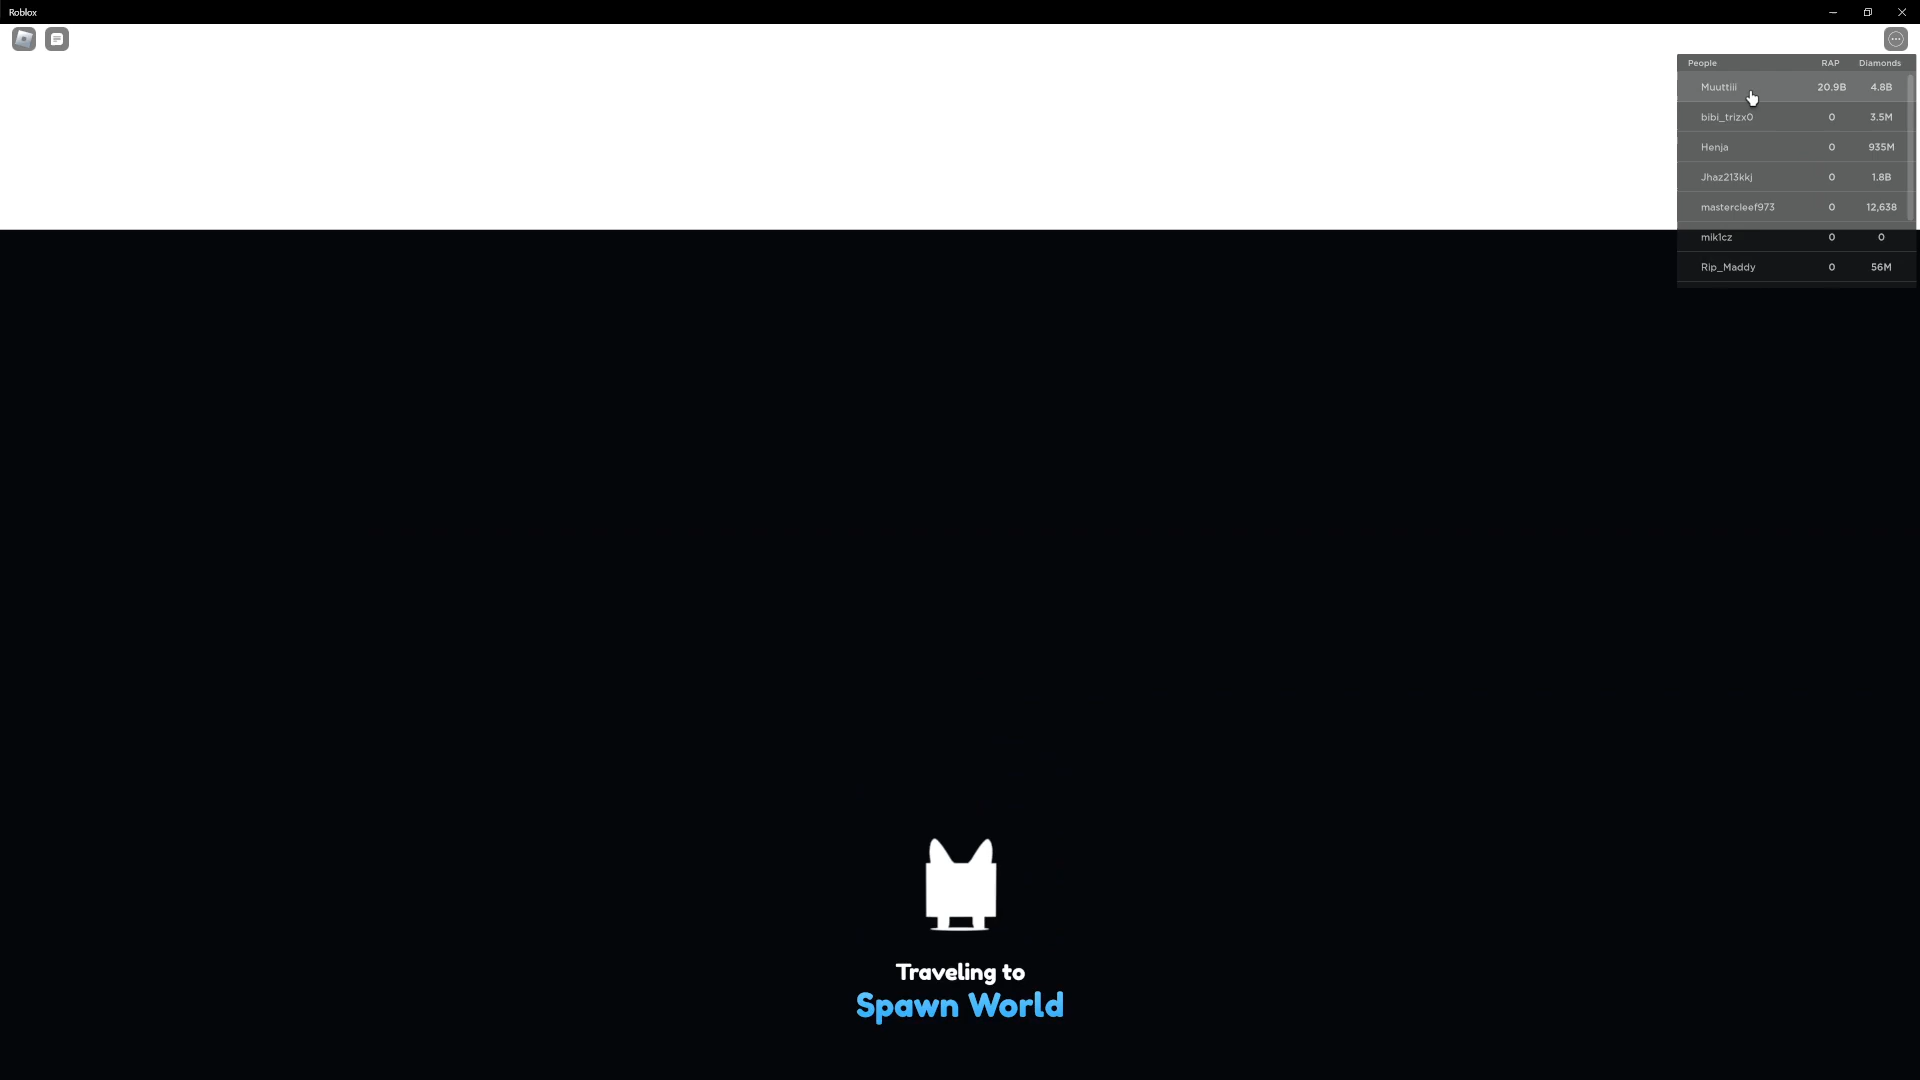 Roblox
People RAP Diamonds
Muuttiii 20.9B 4.8B
bibi_trizx0 0 3.5M
Henja 0 935M
Jhaz213kkj 0 1.8B
mastercleef973 0 12,638
mik1cz 0 0
Rip_Maddy 0 56M
Traveling to
Spawn World